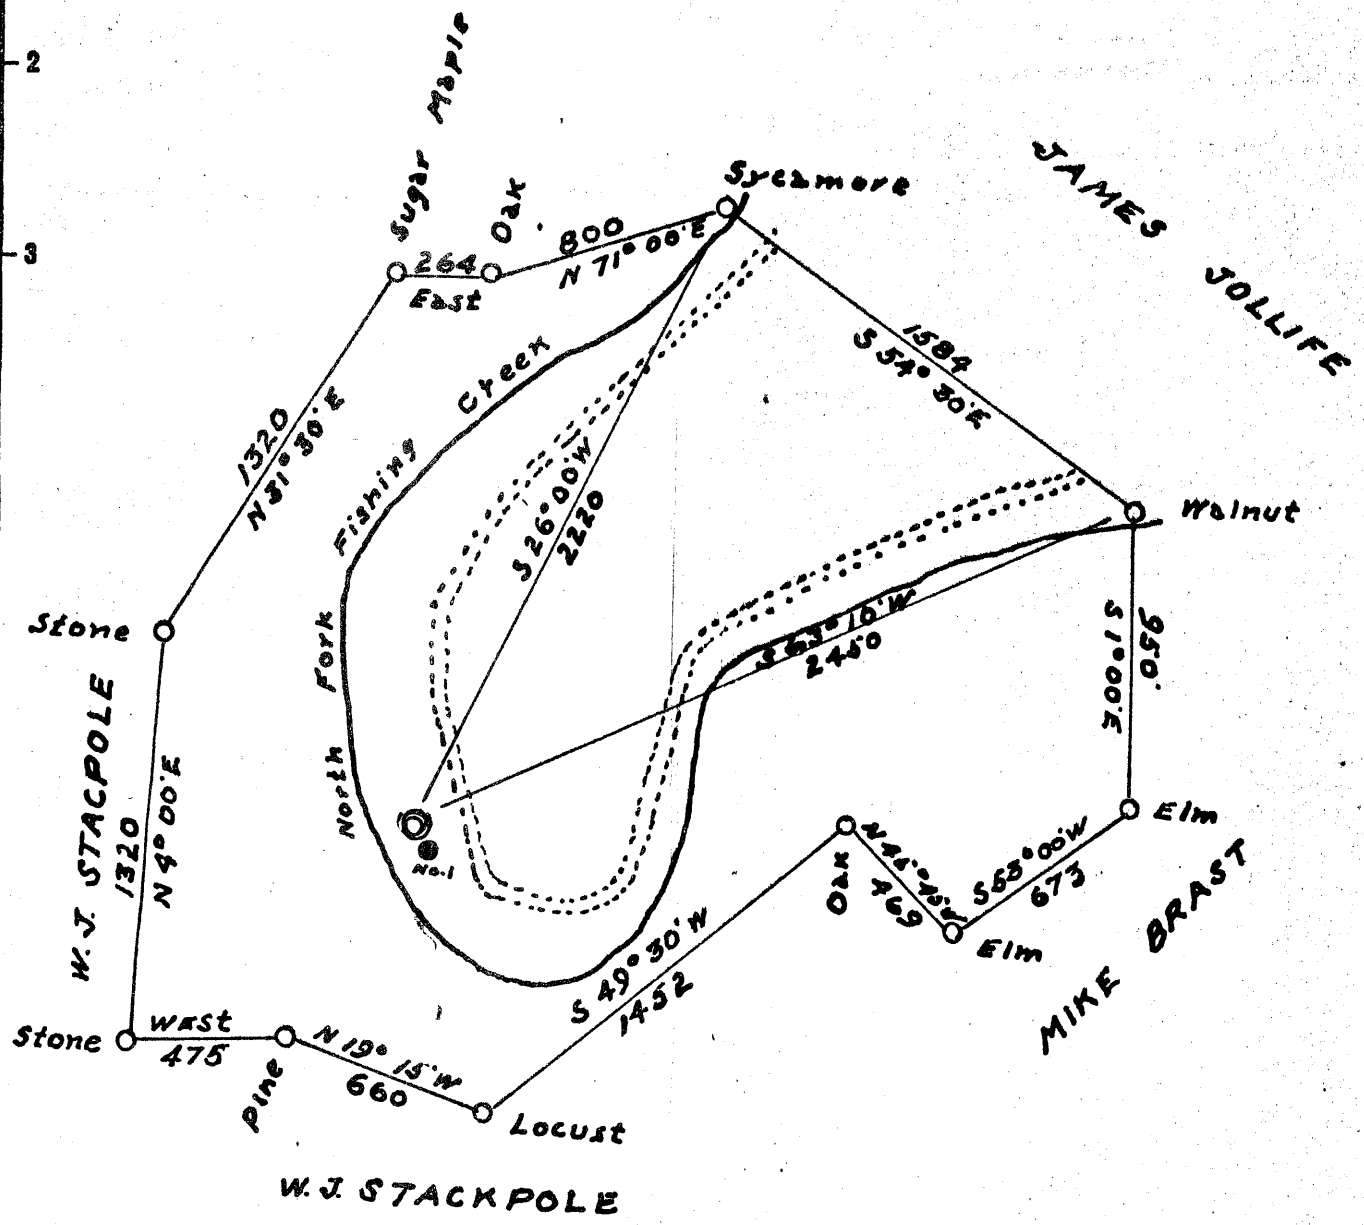 2
3
Sugar Maple
Oak
Sycamore
JAMES JOLLIFE
264
East
800
N 71° 00'E
1584
S 54° 30'E
1320
N 31° 30'E
North Fork Fishing Creek
S 26° 00'W
2220
Walnut
S 63° 10'W
2450
950'
S 1° 00'E
Stone
W. J. STACPOLE
1320
N 4° 00'E
No. 1
Elm
S 53° 00'W
673
Oak
469
Elm
MIKE BRAST
S 49° 30' W
1452
Stone
WEST
475
Pine
N 19° 15'W
660
Locust
W. J. STACKPOLE